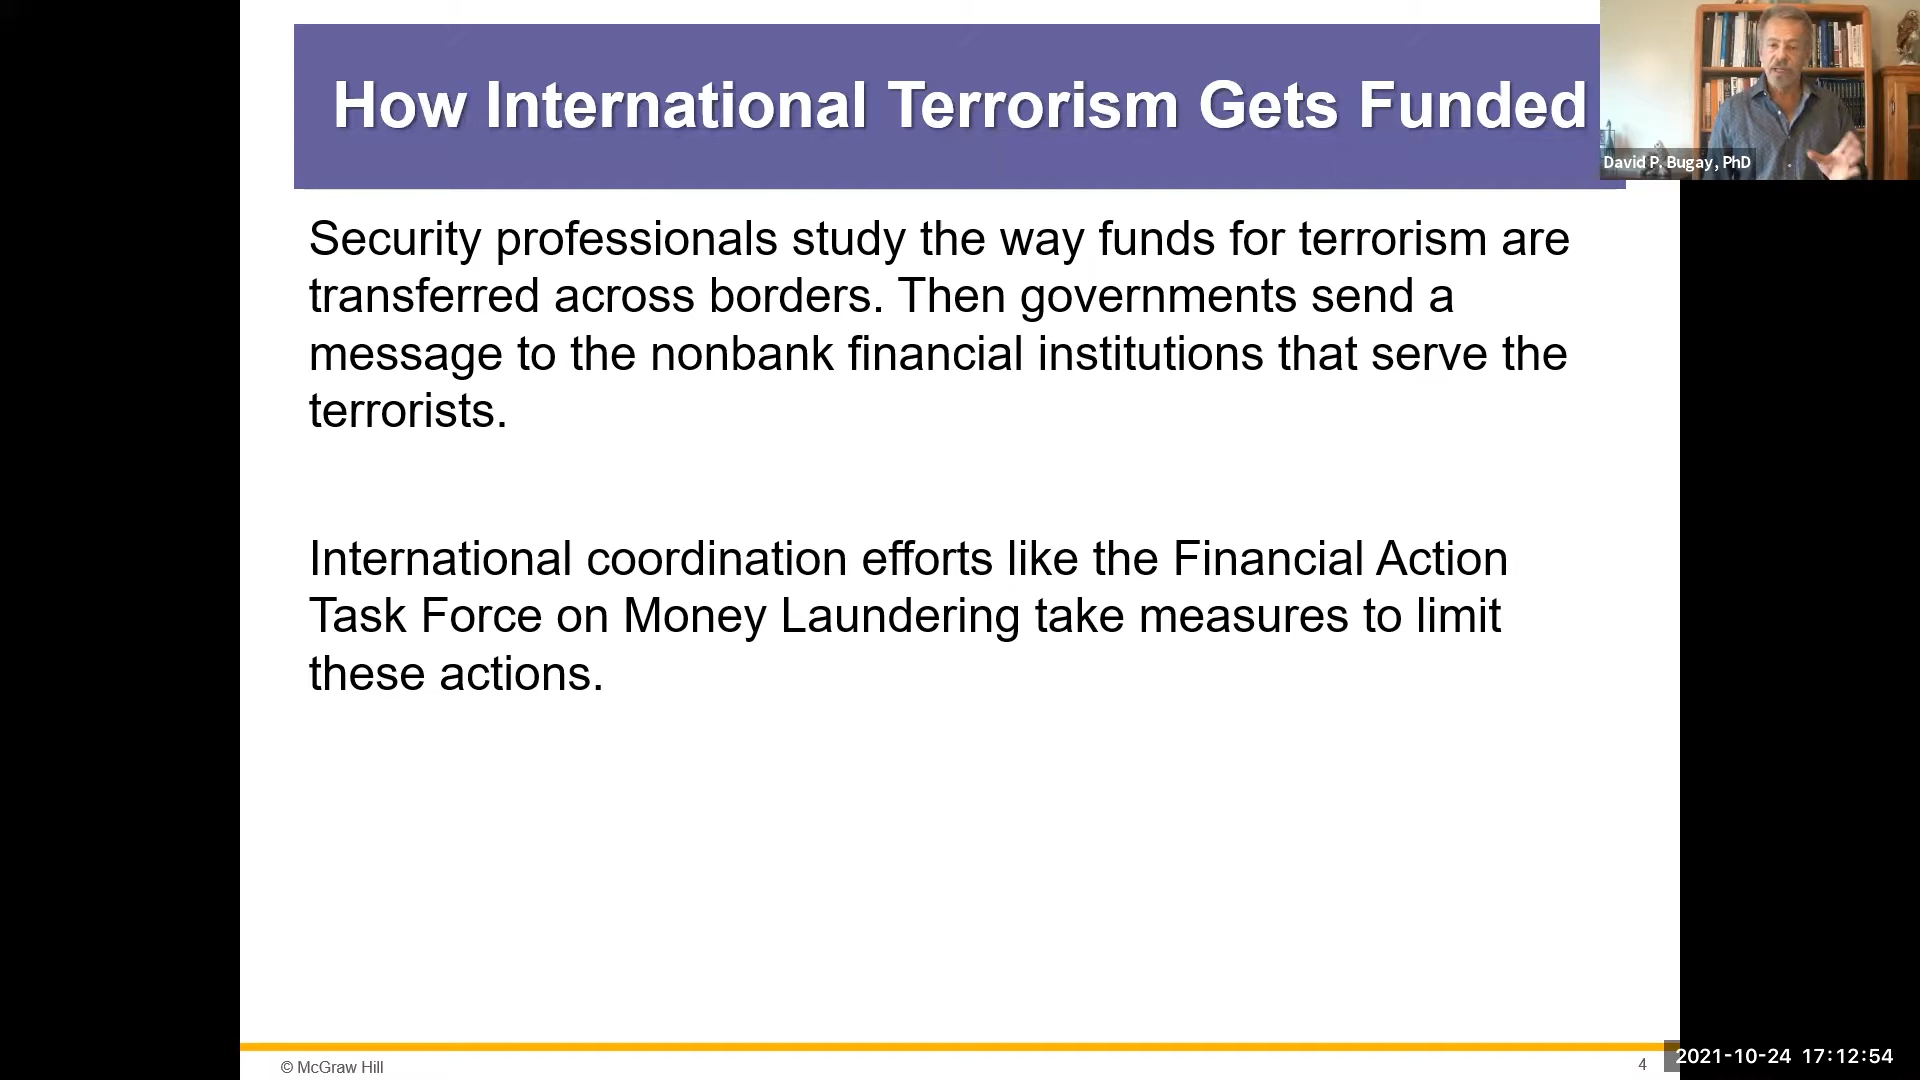 How International Terrorism Gets Funded
David P. Bugay, PhD
Security professionals study the way funds for terrorism are
transferred across borders. Then governments send a
message to the nonbank financial institutions that serve the
terrorists.
International coordination efforts like the Financial Action
Task Force on Money Laundering take measures to limit
these actions.
© McGraw Hill
4
2021-10-24 17:12:54